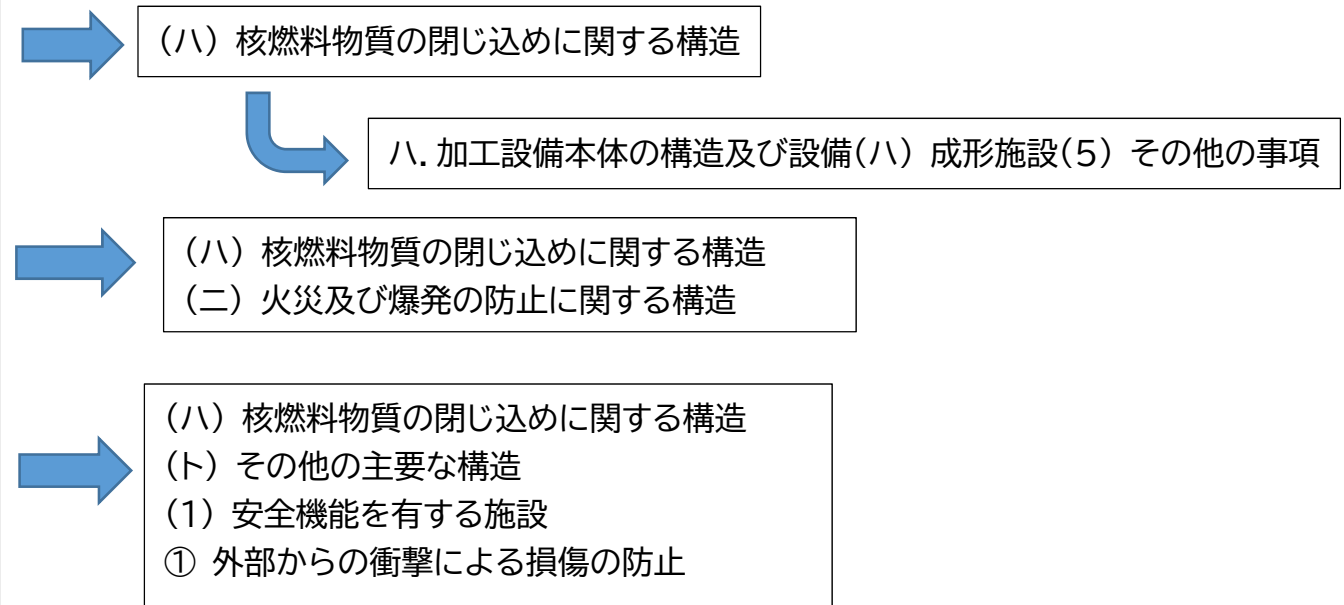 （ハ）核燃料物質の閉じ込めに関する構造
ハ．加工設備本体の構造及び設備（ハ）成形施設（5）その他の事項
（ハ）核燃料物質の閉じ込めに関する構造
（二）火災及び爆発の防止に関する構造
（ハ）核燃料物質の閉じ込めに関する構造
（ト）その他の主要な構造
（1）安全機能を有する施設
① 外部からの衝撃による損傷の防止